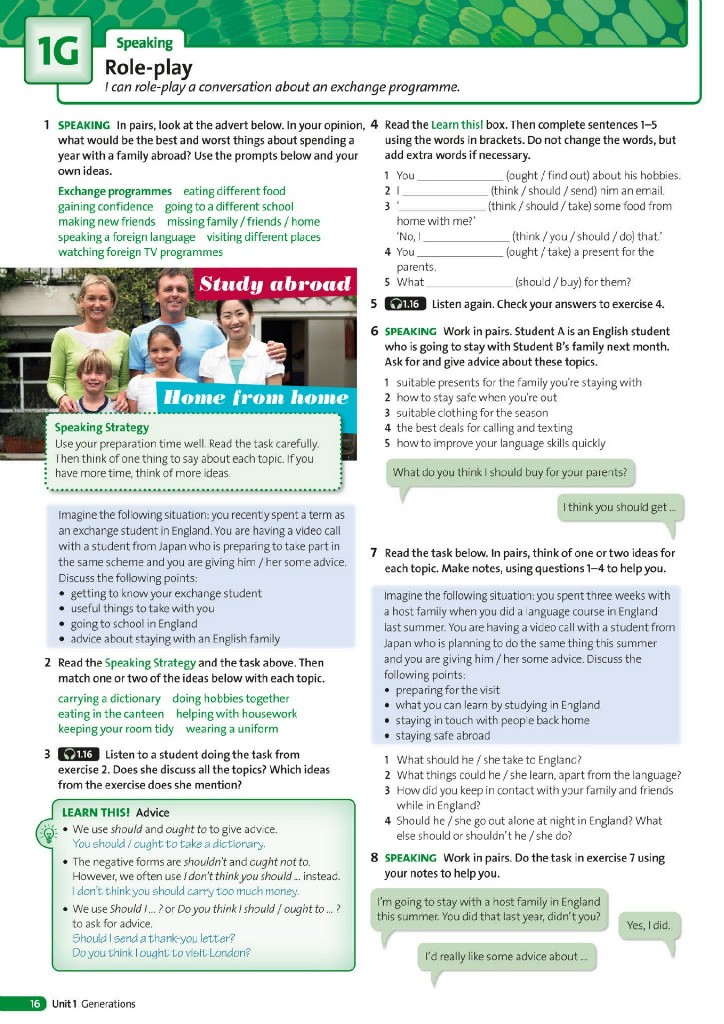 1G
Speaking
Role-play
I can role-play a conversation about an exchange programme.
1 SPEAKING In pairs, look at the advert below. In your opinion,
what would be the best and worst things about spending a
year with a family abroad? Use the prompts below and your
own ideas.
Exchange programmes eating different food
gaining confidence going to a different school
making new friends missing family / friends / home
speaking a foreign language visiting different places
watching foreign TV programmes
Study abroad
Home from home
Speaking Strategy
Use your preparation time well. Read the task carefully.
Then think of one thing to say about each topic. If you
have more time, think of more ideas.
Imagine the following situation: you recently spent a term as
an exchange student in England. You are having a video call
with a student from Japan who is preparing to take part in
the same scheme and you are giving him / her some advice.
Discuss the following points:
• getting to know your exchange student
• useful things to take with you
• going to school in England
• advice about staying with an English family
2 Read the Speaking Strategy and the task above. Then
match one or two of the ideas below with each topic.
carrying a dictionary doing hobbies together
eating in the canteen helping with housework
keeping your room tidy wearing a uniform
3 1.16 Listen to a student doing the task from
exercise 2. Does she discuss all the topics? Which ideas
from the exercise does she mention?
LEARN THIS! Advice
• We use should and ought to to give advice.
You should / ought to take a dictionary.
• The negative forms are shouldn't and ought not to.
However, we often use I don't think you should … instead.
I don't think you should carry too much money.
• We use Should I … ? or Do you think I should / ought to … ?
to ask for advice.
Should I send a thank-you letter?
Do you think I ought to visit London?
4 Read the Learn this! box. Then complete sentences 1–5
using the words in brackets. Do not change the words, but
add extra words if necessary.
1 You ______________ (ought / find out) about his hobbies.
2 I ______________ (think / should / send) him an email.
3 '______________ (think / should / take) some food from
home with me?'
'No, I ______________ (think / you / should / do) that.'
4 You ______________ (ought / take) a present for the
parents.
5 What ______________ (should / buy) for them?
5 1.16 Listen again. Check your answers to exercise 4.
6 SPEAKING Work in pairs. Student A is an English student
who is going to stay with Student B's family next month.
Ask for and give advice about these topics.
1 suitable presents for the family you're staying with
2 how to stay safe when you're out
3 suitable clothing for the season
4 the best deals for calling and texting
5 how to improve your language skills quickly
What do you think I should buy for your parents?
I think you should get …
7 Read the task below. In pairs, think of one or two ideas for
each topic. Make notes, using questions 1–4 to help you.
Imagine the following situation: you spent three weeks with
a host family when you did a language course in England
last summer. You are having a video call with a student from
Japan who is planning to do the same thing this summer
and you are giving him / her some advice. Discuss the
following points:
• preparing for the visit
• what you can learn by studying in England
• staying in touch with people back home
• staying safe abroad
1 What should he / she take to England?
2 What things could he / she learn, apart from the language?
3 How did you keep in contact with your family and friends
while in England?
4 Should he / she go out alone at night in England? What
else should or shouldn't he / she do?
8 SPEAKING Work in pairs. Do the task in exercise 7 using
your notes to help you.
I'm going to stay with a host family in England
this summer. You did that last year, didn't you?
Yes, I did.
I'd really like some advice about …
16 Unit 1 Generations